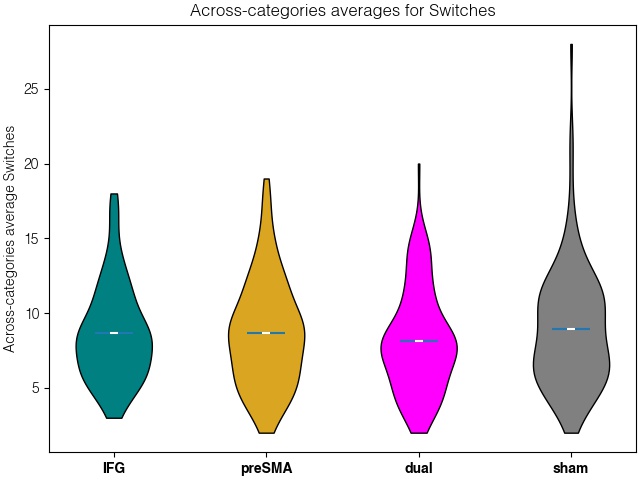 Across-categories averages for Switches
Across-categories average Switches
25
20
15
10
5
IFG preSMA dual sham